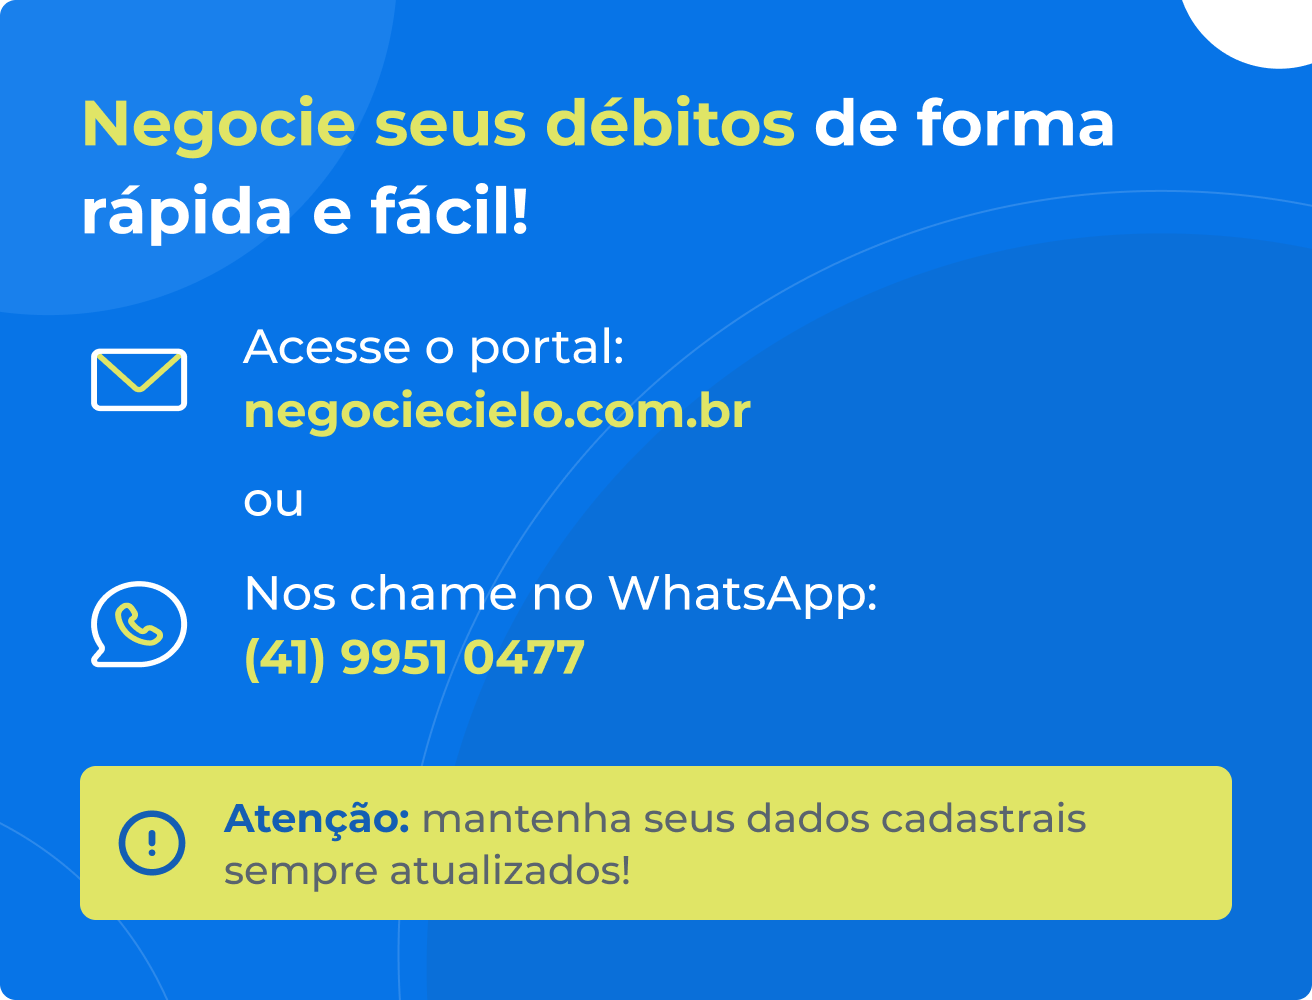 Negocie seus débitos de forma
rápida e fácil!
Acesse o portal:
negociecielo.com.br
ou
Nos chame no WhatsApp:
(41) 9951 0477
Atenção: mantenha seus dados cadastrais
sempre atualizados!